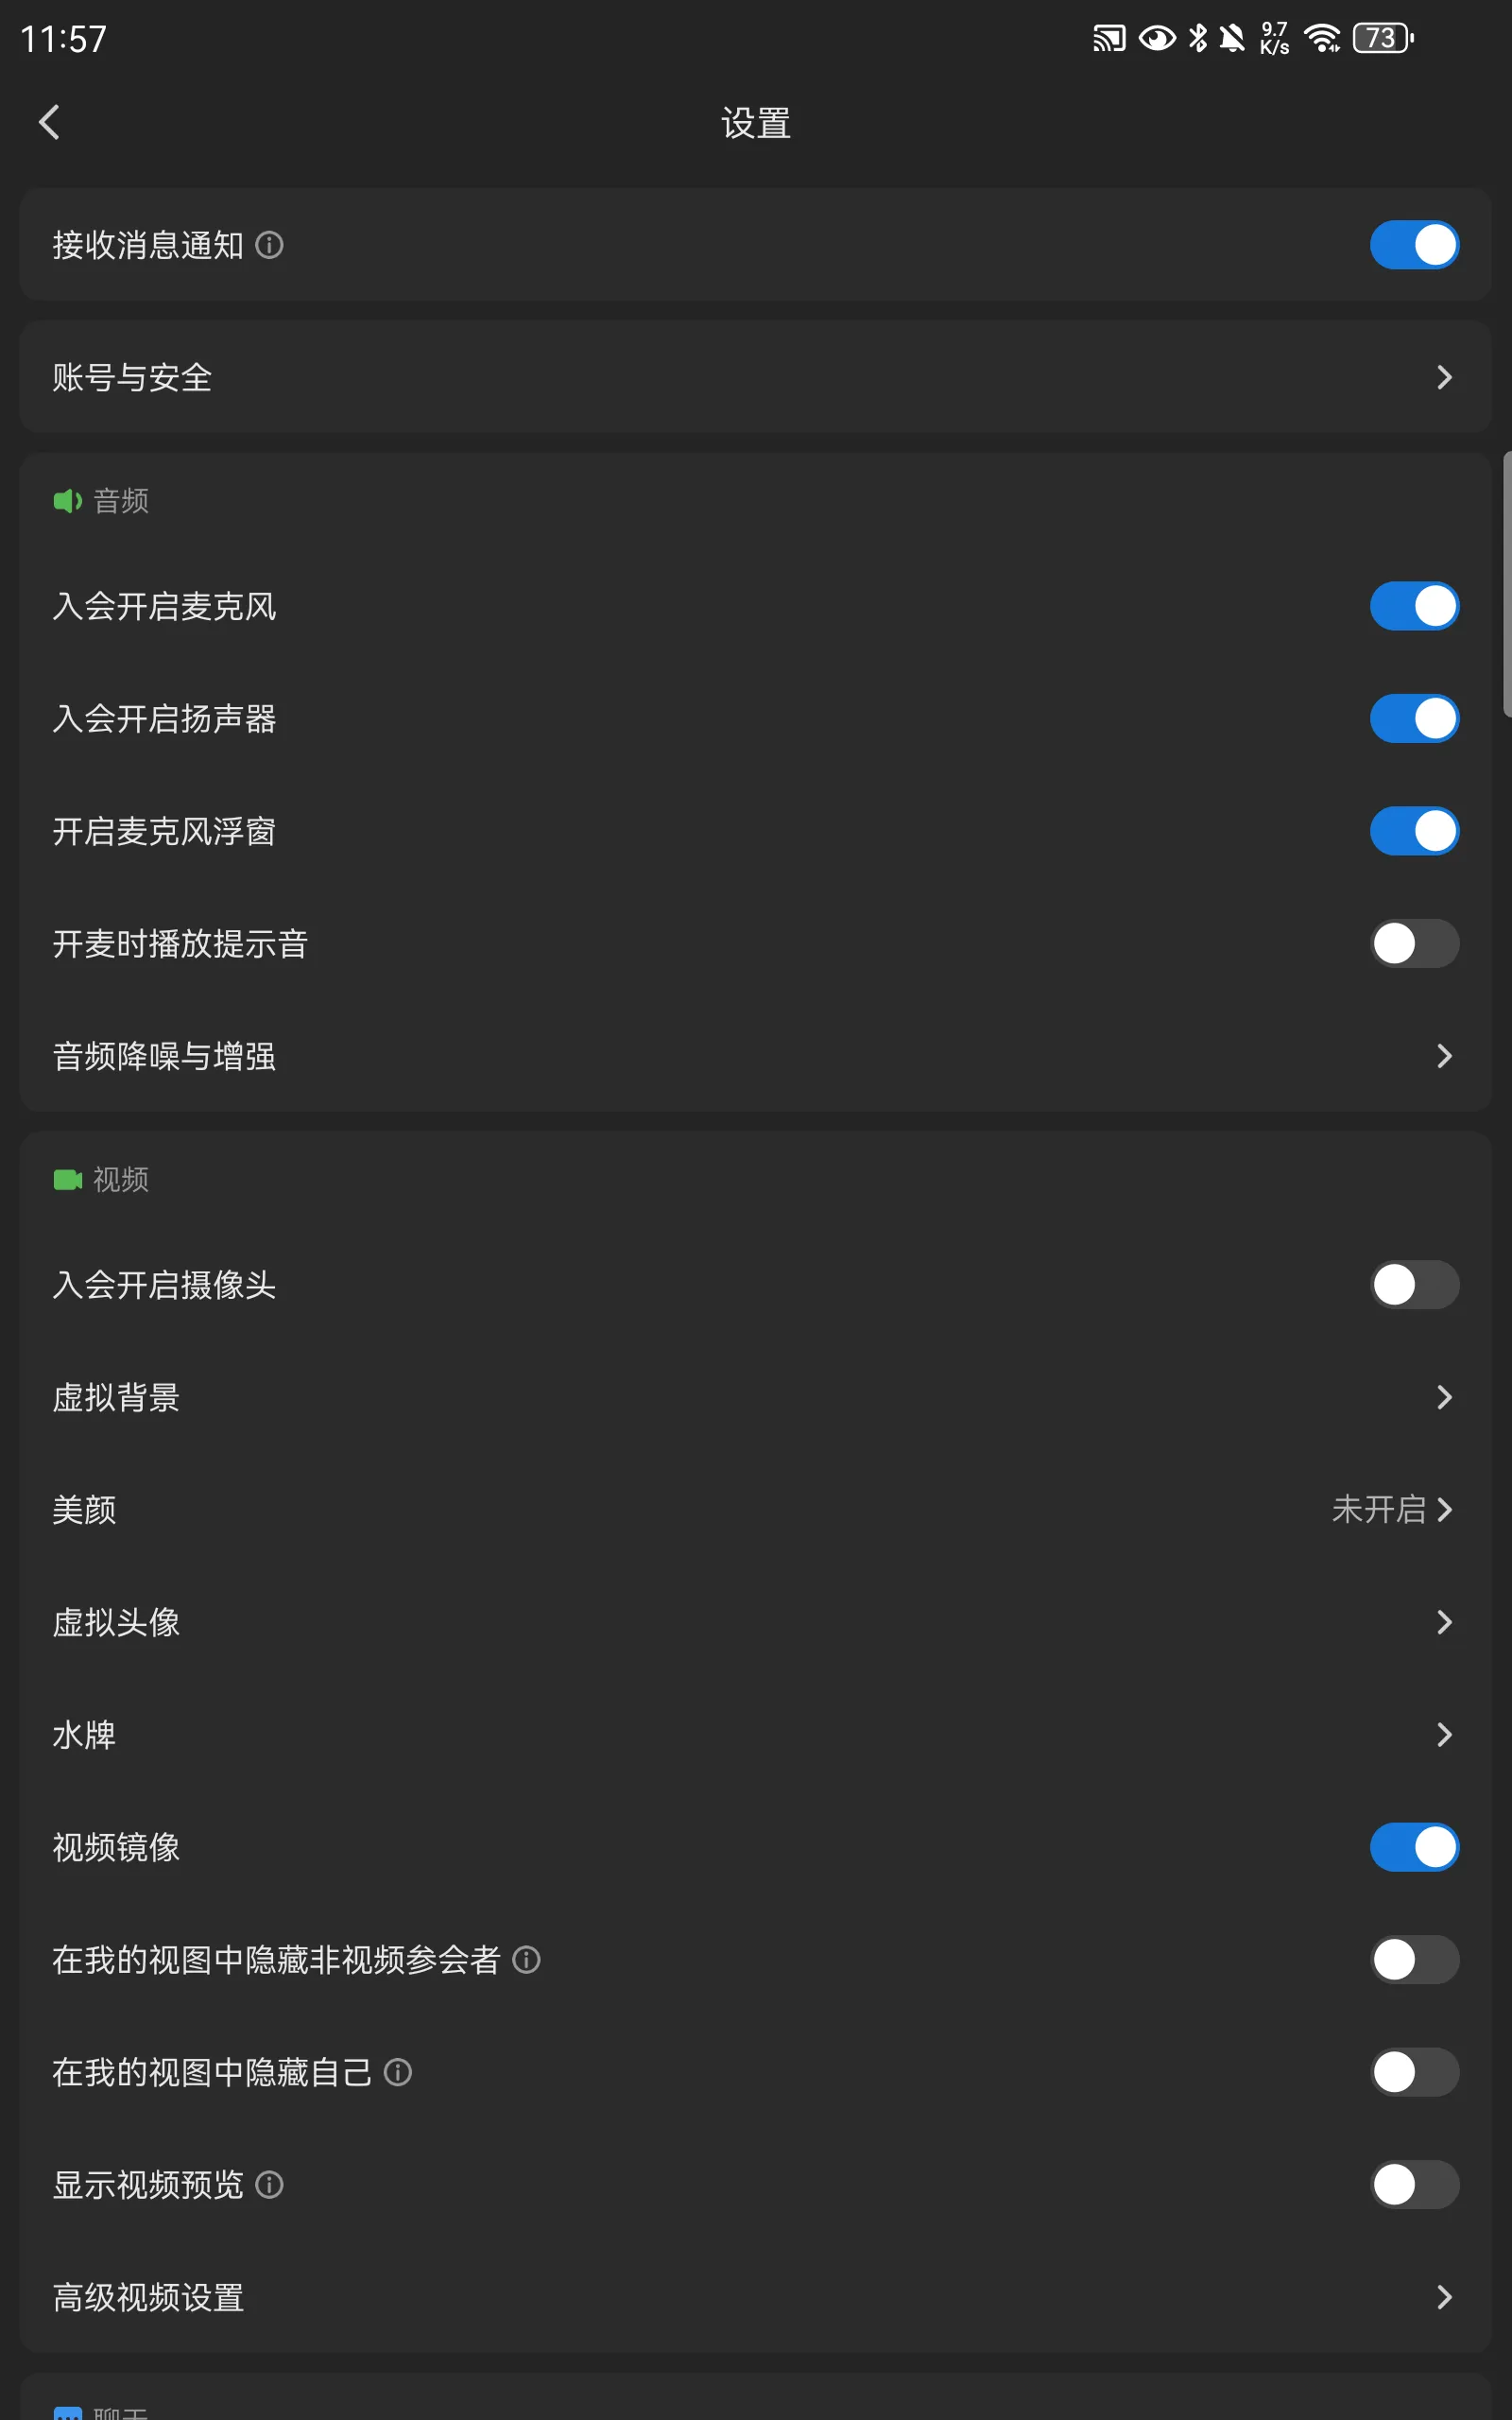 11:57
9.7
K/s
73
设置
接收消息通知
账号与安全
音频
入会开启麦克风
入会开启扬声器
开启麦克风浮窗
开麦时播放提示音
音频降噪与增强
视频
入会开启摄像头
虚拟背景
美颜 未开启
虚拟头像
水牌
视频镜像
在我的视图中隐藏非视频参会者
在我的视图中隐藏自己
显示视频预览
高级视频设置
聊天